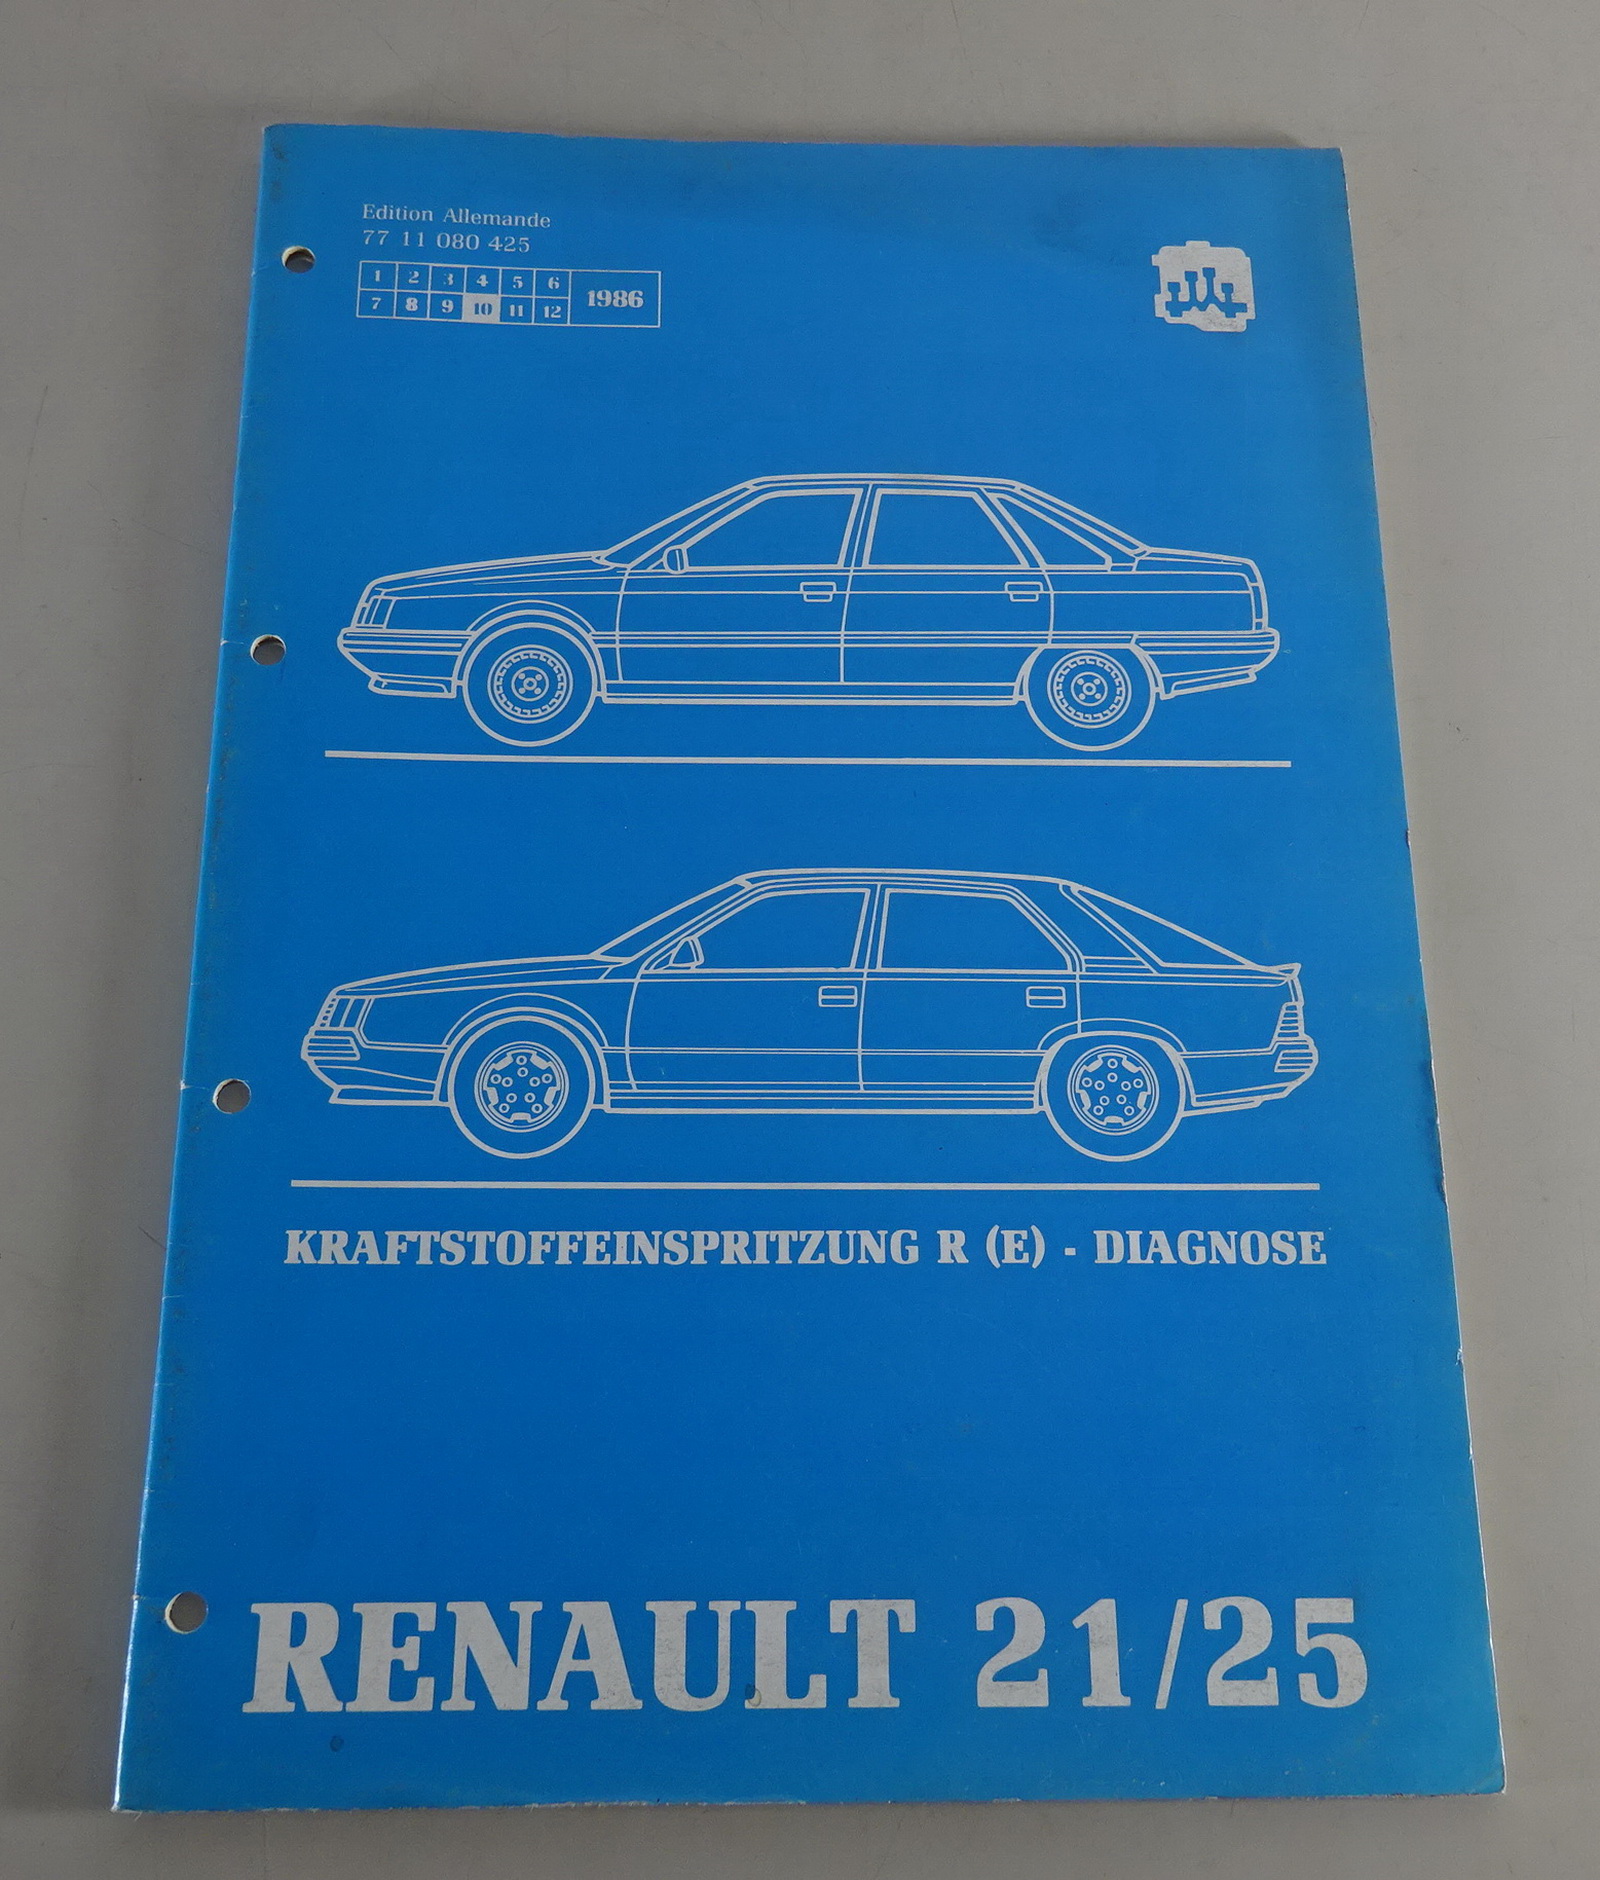 Edition Allemande
77 11 080 425
1 2 3 4 5 6
7 8 9 10 11 12
1986
KRAFTSTOFFEINSPRITZUNG R (E) - DIAGNOSE
RENAULT 21/25